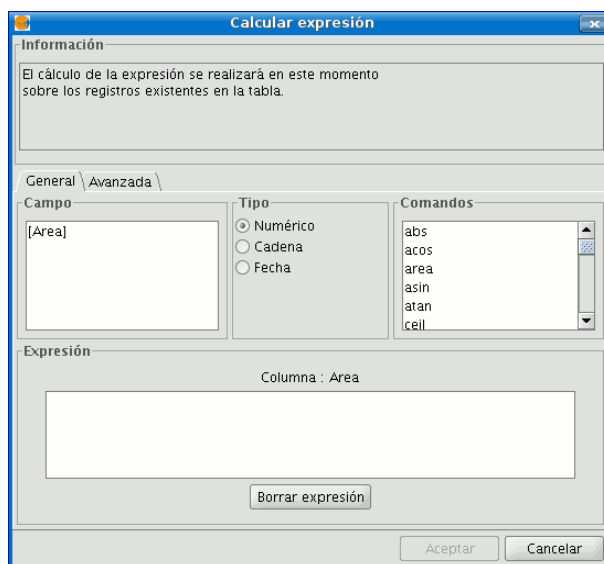 Calcular expresión
Información
El cálculo de la expresión se realizará en este momento
sobre los registros existentes en la tabla.
General
Avanzada
Campo
[Area]
Tipo
Numérico
Cadena
Fecha
Comandos
abs
acos
area
asin
atan
ceil
Expresión
Columna : Area
Borrar expresión
Aceptar
Cancelar